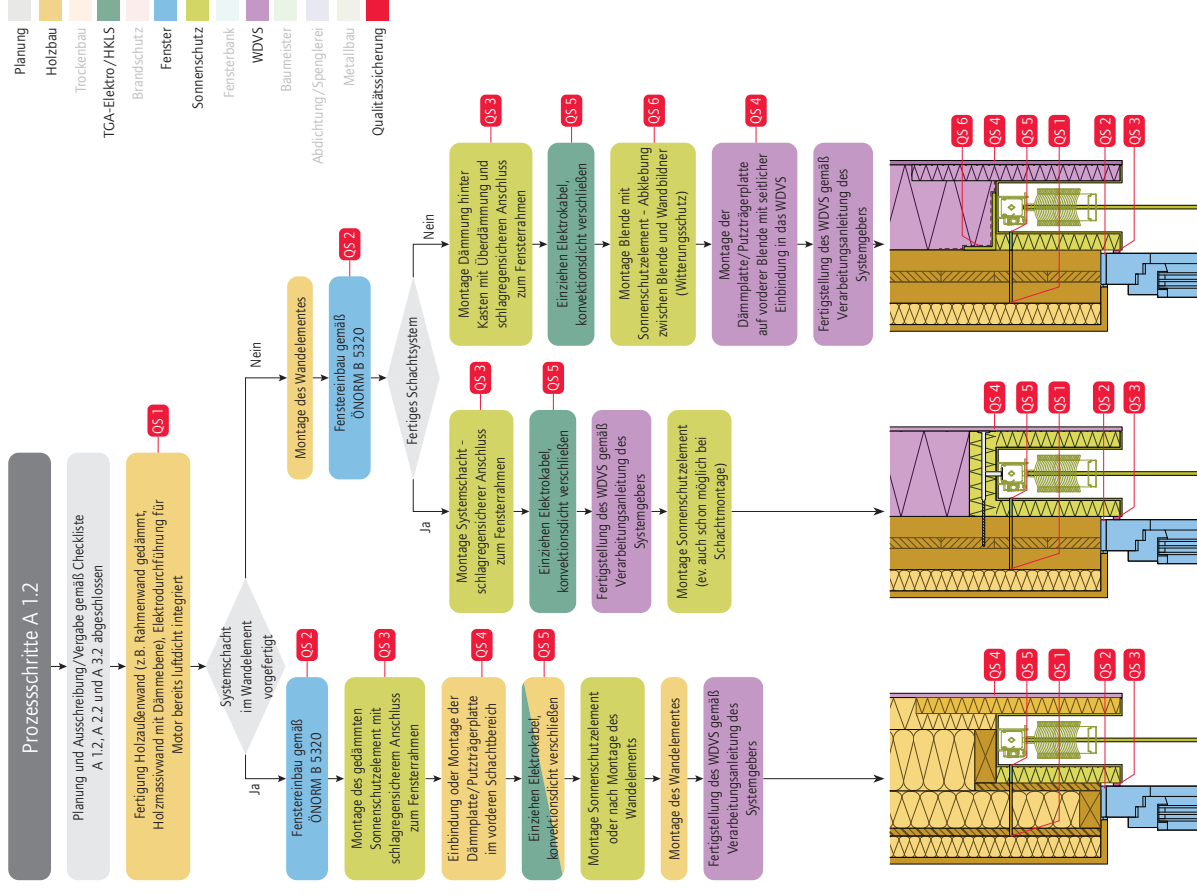 Prozessschritte A 1.2
Planung und Ausschreibung/Vergabe gemäß Checkliste
A 1.2, A 2.2 und A 3.2 abgeschlossen
Fertigung Holzaußenwand (z.B. Rahmenwand gedämmt,
Holzmassivwand mit Dämmebene), Elektrodurchführung für
Motor bereits luftdicht integriert
QS 1
Systemschacht
im Wandelement
vorgefertigt
Ja
Nein
Fenstereinbau gemäß
ÖNORM B 5320
QS 2
Montage des gedämmten
Sonnenschutzelement mit
schlagregensicherem Anschluss
zum Fensterrahmen
QS 3
Einbindung oder Montage der
Dämmplatte/Putzträgerplatte
im vorderen Schachtbereich
QS 4
Einziehen Elektrokabel,
konvektionsdicht verschließen
QS 5
Montage Sonnenschutzelement
oder nach Montage des
Wandelements
Montage des Wandelementes
Fertigstellung des WDVS gemäß
Verarbeitungsanleitung des
Systemgebers
Montage des Wandelementes
Fenstereinbau gemäß
ÖNORM B 5320
QS 2
Fertiges Schachtsystem
Ja
Nein
Montage Systemschacht -
schlagregensicherer Anschluss
zum Fensterrahmen
QS 3
Einziehen Elektrokabel,
konvektionsdicht verschließen
QS 5
Fertigstellung des WDVS gemäß
Verarbeitungsanleitung des
Systemgebers
Montage Sonnenschutzelement
(ev. auch schon möglich bei
Schachtmontage)
Montage Dämmung hinter
Kasten mit Überdämmung und
schlagregensicheren Anschluss
zum Fensterrahmen
QS 3
Einziehen Elektrokabel,
konvektionsdicht verschließen
QS 5
Montage Blende mit
Sonnenschutzelement - Abklebung
zwischen Blende und Wandbildner
(Witterungsschutz)
QS 6
Montage der
Dämmplatte/Putzträgerplatte
auf vorderer Blende mit seitlicher
Einbindung in das WDVS
QS 4
Fertigstellung des WDVS gemäß
Verarbeitungsanleitung des
Systemgebers
QS 4
QS 5
QS 1
QS 2
QS 3
QS 4
QS 5
QS 1
QS 2
QS 3
QS 6
QS 4
QS 5
QS 1
QS 2
QS 3
Planung
Holzbau
Trockenbau
TGA-Elektro/HKLS
Brandschutz
Fenster
Sonnenschutz
Fensterbank
WDVS
Baumeister
Abdichtung/Spenglerei
Metallbau
Qualitätssicherung